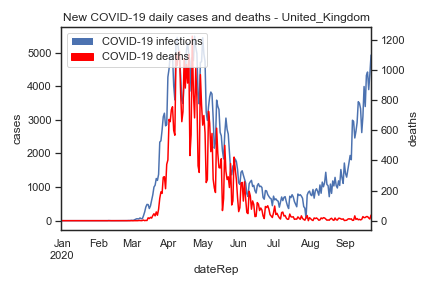 New COVID-19 daily cases and deaths - United_Kingdom
COVID-19 infections
COVID-19 deaths
5000
4000
3000
2000
1000
0
cases
1200
1000
800
600
400
200
0
deaths
Jan Feb Mar Apr May Jun Jul Aug Sep
2020
dateRep